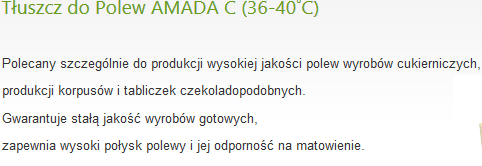 Tłuszcz do Polew AMADA C (36-40°C)
Polecany szczególnie do produkcji wysokiej jakości polew wyrobów cukierniczych,
produkcji korpusów i tabliczek czekoladopodobnych.
Gwarantuje stałą jakość wyrobów gotowych,
zapewnia wysoki połysk polewy i jej odporność na matowienie.